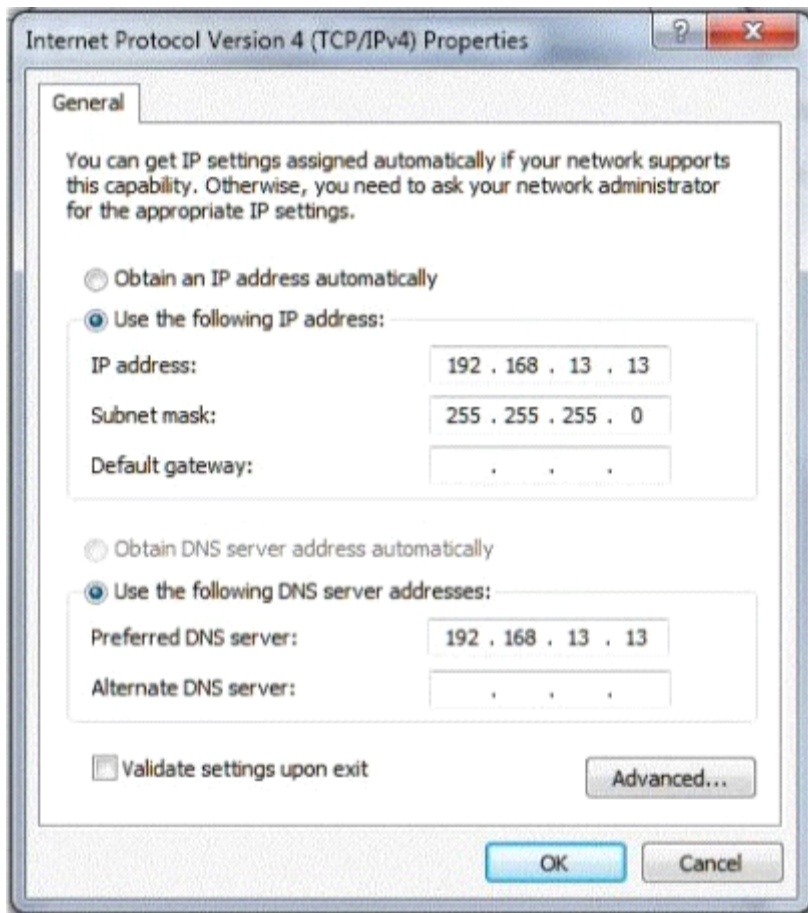 Internet Protocol Version 4 (TCP/IPv4) Properties
?
X
General
You can get IP settings assigned automatically if your network supports
this capability. Otherwise, you need to ask your network administrator
for the appropriate IP settings.
Obtain an IP address automatically
Use the following IP address:
IP address: 192 . 168 . 13 . 13
Subnet mask: 255 . 255 . 255 . 0
Default gateway: . . .
Obtain DNS server address automatically
Use the following DNS server addresses:
Preferred DNS server: 192 . 168 . 13 . 13
Alternate DNS server: . . .
Validate settings upon exit
Advanced...
OK Cancel